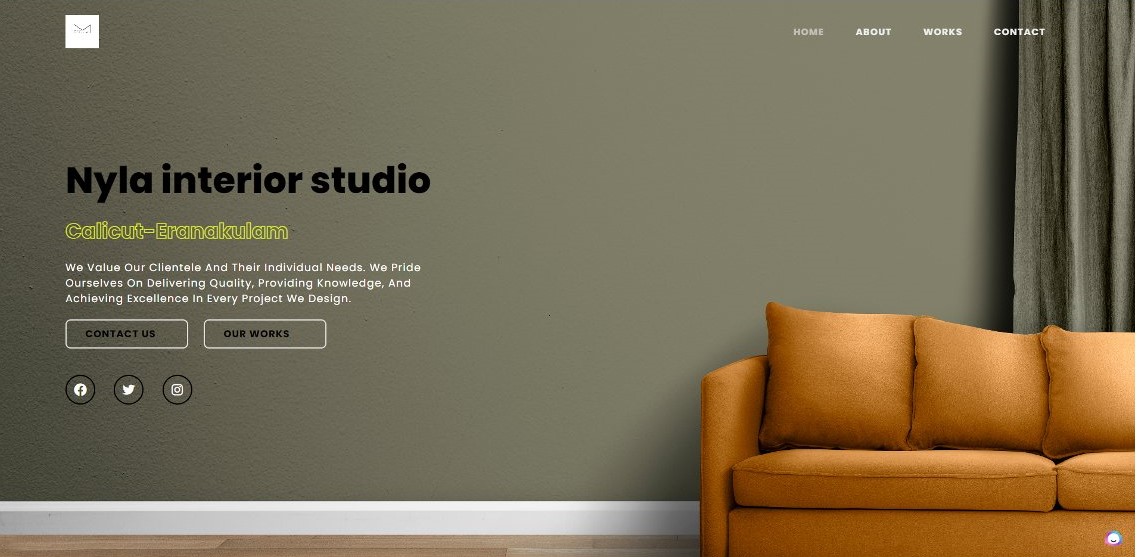 HOME ABOUT WORKS CONTACT
Nyla interior studio
Calicut-Eranakulam
We Value Our Clientele And Their Individual Needs. We Pride
Ourselves On Delivering Quality, Providing Knowledge, And
Achieving Excellence In Every Project We Design.
CONTACT US OUR WORKS